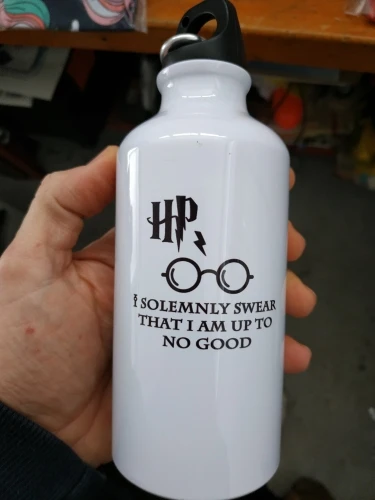 HP
I SOLEMNLY SWEAR
THAT I AM UP TO
NO GOOD